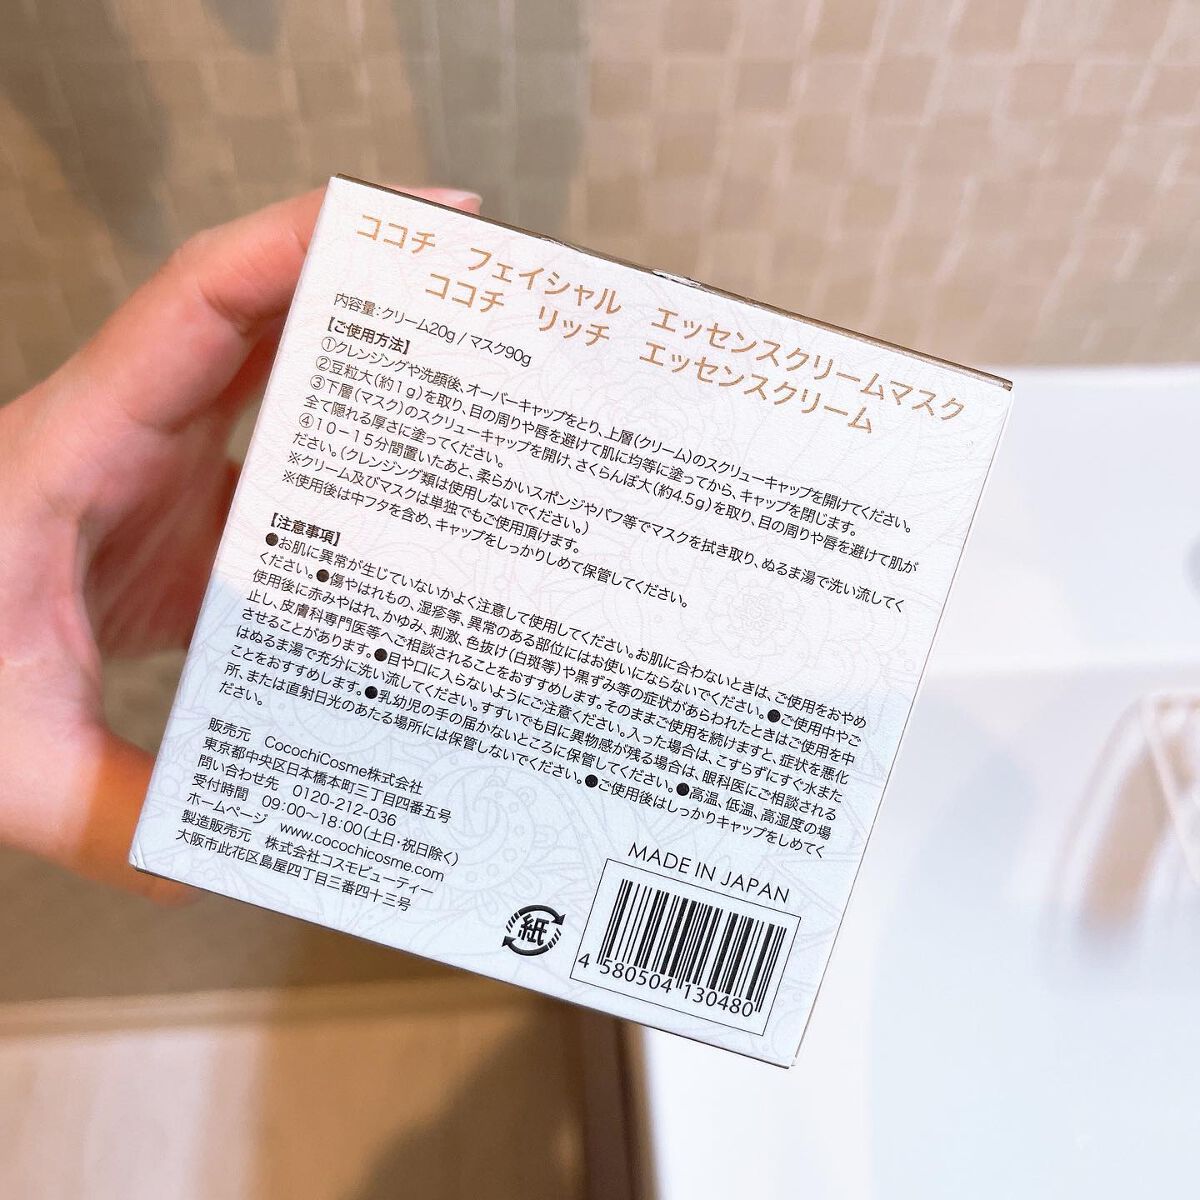 ココチ フェイシャル エッセンスクリームマスク
ココチ リッチ エッセンスクリーム
内容量：クリーム20g / マスク90g
【ご使用方法】
①クレンジングや洗顔後、オーバーキャップをとり、上層(クリーム)のスクリューキャップを開けてください。
②豆粒大(約1g)を取り、目の周りや唇を避けて肌に均等に塗ってから、キャップを閉じます。
③下層(マスク)のスクリューキャップを開け、さくらんぼ大(約4.5g)を取り、目の周りや唇を避けて肌が
全て隠れる厚さに塗ってください。
④10−15分間置いたあと、柔らかいスポンジやパフ等でマスクを拭き取り、ぬるま湯で洗い流してく
ださい。(クレンジング類は使用しないでください。)
※クリーム及びマスクは単独でもご使用頂けます。
※使用後は中フタを含め、キャップをしっかりしめて保管してください。
【注意事項】
●お肌に異常が生じていないかよく注意して使用してください。お肌に合わないときは、ご使用をおやめ
ください。●傷やはれもの、湿疹等、異常のある部位にはお使いにならないでください。●ご使用中やご
使用後に赤みやはれ、かゆみ、刺激、色抜け(白斑等)や黒ずみ等の症状があらわれたときはご使用を中
止し、皮膚科専門医等へご相談されることをおすすめします。そのままご使用を続けますと、症状を悪化
させることがあります。●目や口に入らないようにご注意ください。入った場合は、こすらずにすぐ水また
はぬるま湯で充分に洗い流してください。すすいでも目に異物感が残る場合は、眼科医にご相談される
ことをおすすめします。●乳幼児の手の届かないところに保管してください。●高温、低温、高湿度の場
所、または直射日光のあたる場所には保管しないでください。●ご使用後はしっかりキャップをしめてく
ださい。
販売元 CocochiCosme株式会社
東京都中央区日本橋本町三丁目四番五号
問い合わせ先 0120-212-036
受付時間 09:00〜18:00(土日・祝日除く)
ホームページ www.cocochicosme.com
製造販売元 株式会社コスモビューティー
大阪市此花区島屋四丁目三番四十三号
紙
MADE IN JAPAN
4 580504 130480